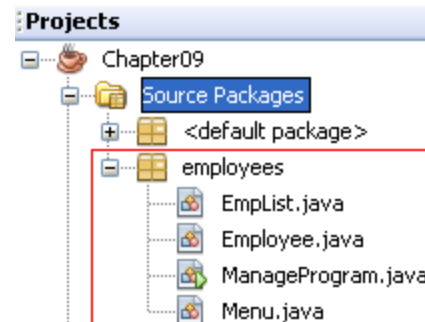 Projects
Chapter09
Source Packages
<default package>
employees
EmpList.java
Employee.java
ManageProgram.java
Menu.java